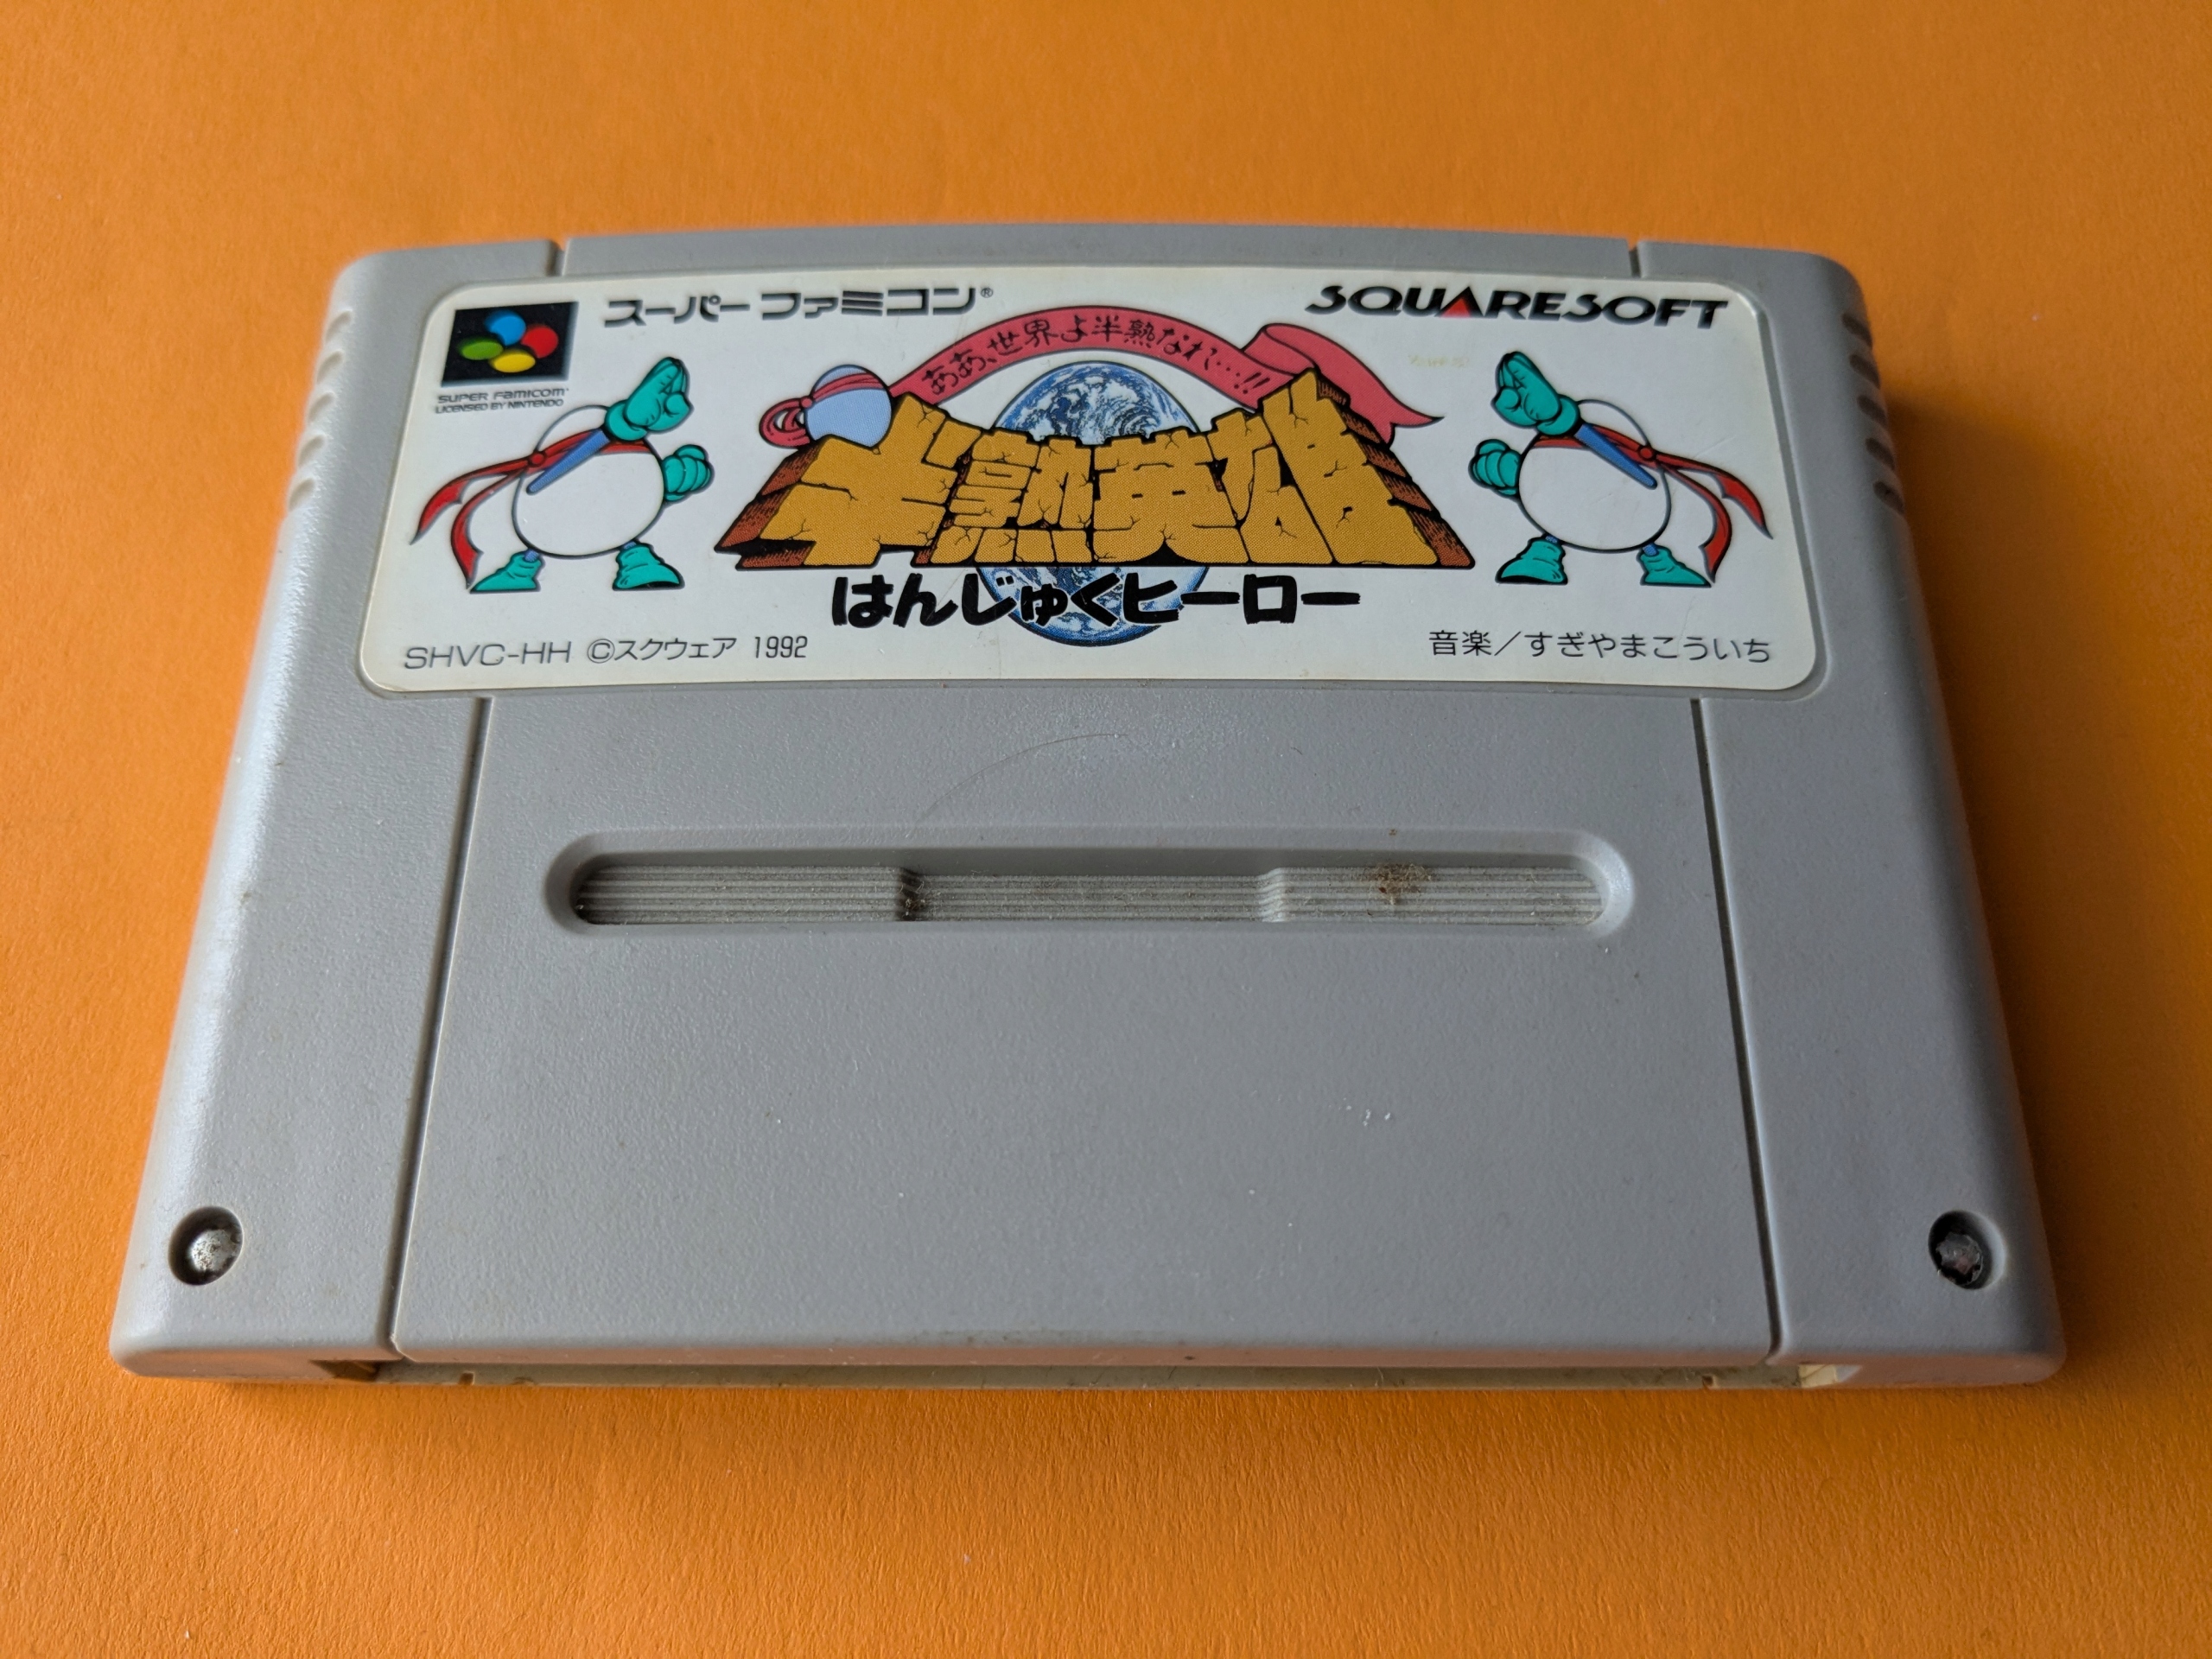 スーパーファミコン®
SQUARESOFT
SUPER FAMICOM
LICENSED BY NINTENDO
ああ、世界よ半熟なれ…!!
半熟英雄
はんじゅくヒーロー
SHVC-HH ©スクウェア 1992
音楽/すぎやまこういち